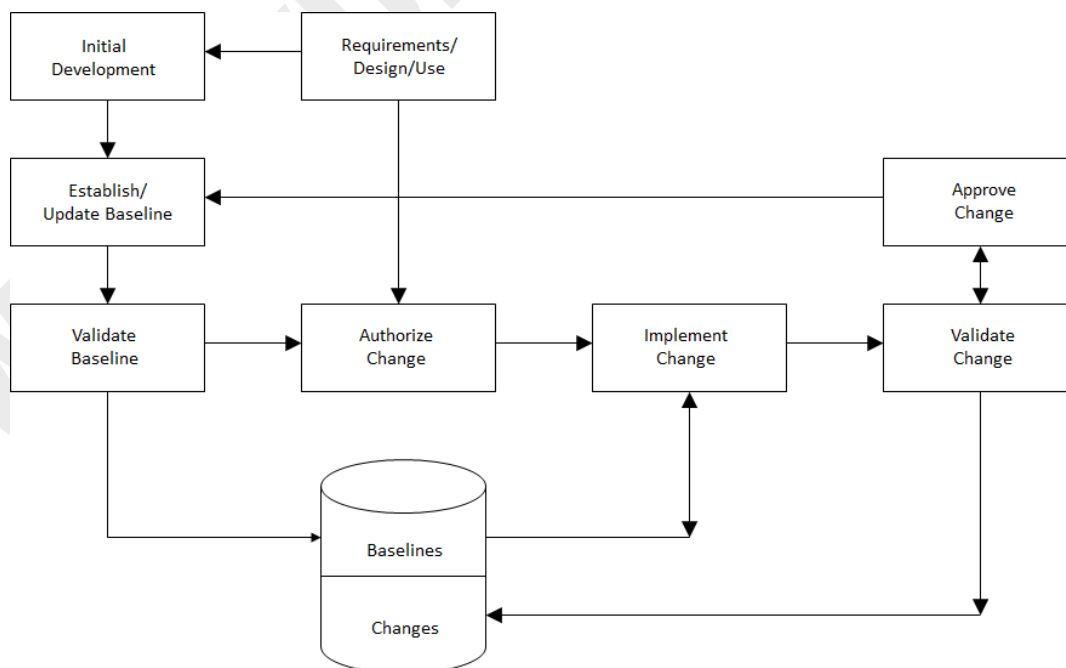 Initial
Development
Requirements/
Design/Use
Establish/
Update Baseline
Approve
Change
Validate
Baseline
Authorize
Change
Implement
Change
Validate
Change
Baselines
Changes